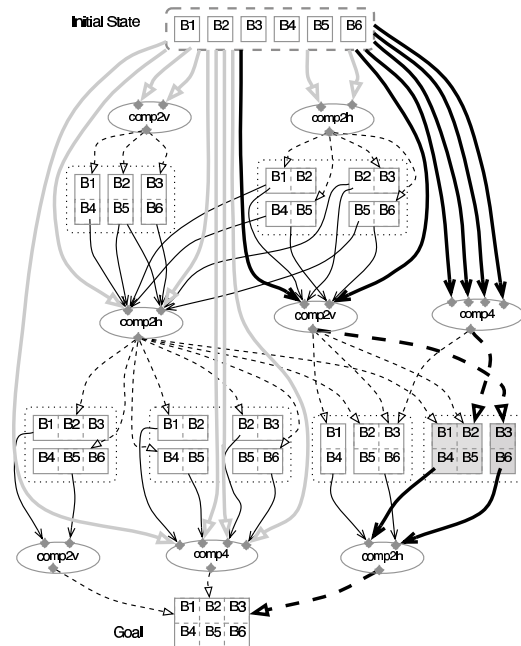 Initial State B1 B2 B3 B4 B5 B6
comp2v comp2h
B1 B2 B3 B1 B2 B2 B3
B4 B5 B6 B4 B5 B5 B6
comp2h comp2v comp4
B1 B2 B3 B1 B2 B2 B3 B1 B2 B3 B1 B2 B3
B4 B5 B6 B4 B5 B5 B6 B4 B5 B6 B4 B5 B6
comp2v comp4 comp2h
B1 B2 B3
Goal B4 B5 B6